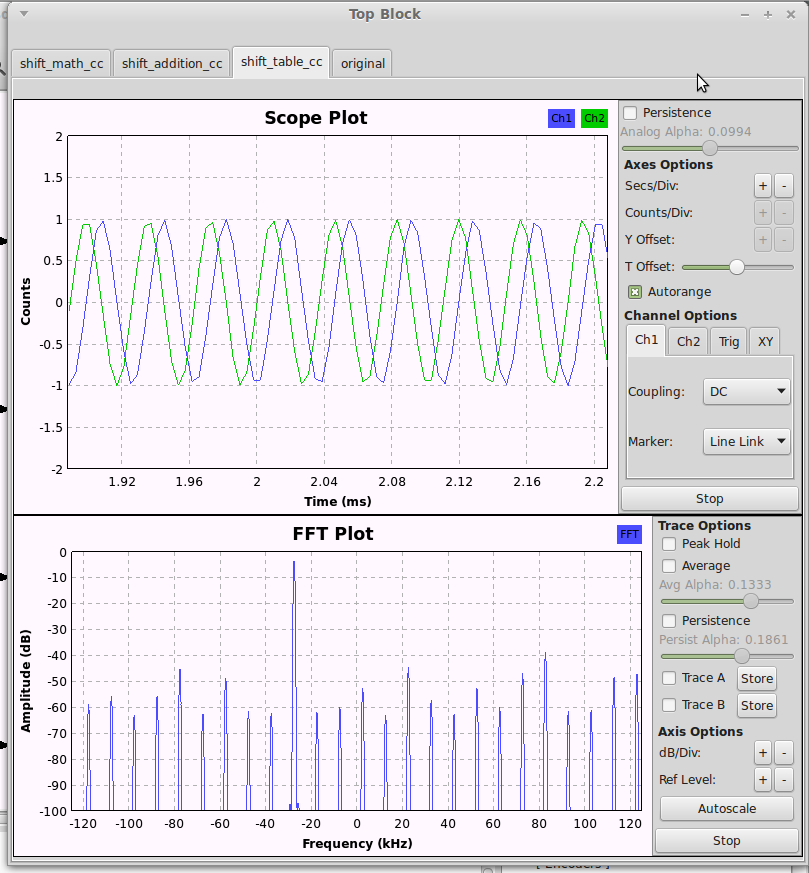 Top Block
shift_math_cc shift_addition_cc shift_table_cc original
Scope Plot
Ch1 Ch2
2
1.5
1
0.5
0
-0.5
-1
-1.5
-2
Counts
1.92 1.96 2 2.04 2.08 2.12 2.16 2.2
Time (ms)
Persistence
Analog Alpha: 0.0994
Axes Options
Secs/Div: + -
Counts/Div: + -
Y Offset: + -
T Offset:
Autorange
Channel Options
Ch1 Ch2 Trig XY
Coupling: DC
Marker: Line Link
Stop
FFT Plot
FFT
0
-10
-20
-30
-40
-50
-60
-70
-80
-90
-100
Amplitude (dB)
-120 -100 -80 -60 -40 -20 0 20 40 60 80 100 120
Frequency (kHz)
Trace Options
Peak Hold
Average
Avg Alpha: 0.1333
Persistence
Persist Alpha: 0.1861
Trace A Store
Trace B Store
Axis Options
dB/Div: + -
Ref Level: + -
Autoscale
Stop